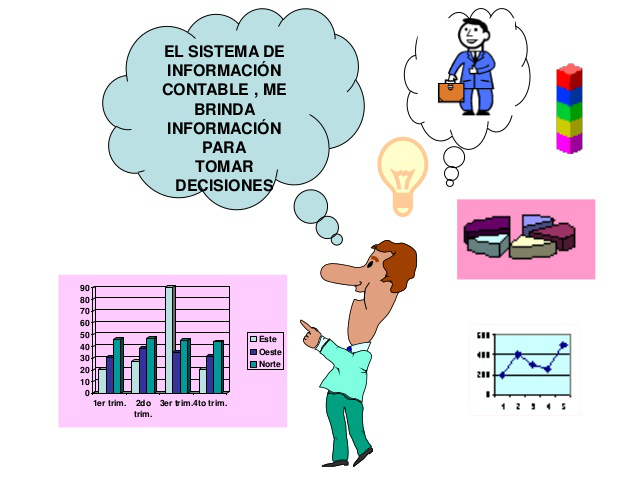 EL SISTEMA DE
INFORMACIÓN
CONTABLE , ME
BRINDA
INFORMACIÓN
PARA
TOMAR
DECISIONES
90
80
70
60
50
40
30
20
10
0
1er trim.
2do
trim.
3er trim.
4to trim.
Este
Oeste
Norte
600
400
200
0
1 2 3 4 5